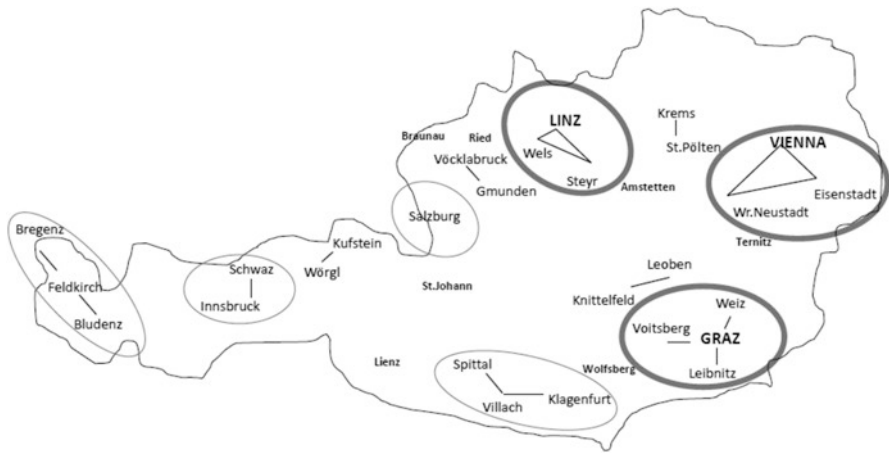 LINZ
Krems
Braunau
Ried
VIENNA
Wels
St.Pölten
Vöcklabruck
Steyr
Amstetten
Gmunden
Eisenstadt
Salzburg
Wr.Neustadt
Bregenz
Kufstein
Ternitz
Schwaz
Wörgl
Leoben
Feldkirch
St.Johann
Innsbruck
Knittelfeld
Weiz
Bludenz
Voitsberg
GRAZ
Lienz
Spittal
Wolfsberg
Leibnitz
Villach
Klagenfurt